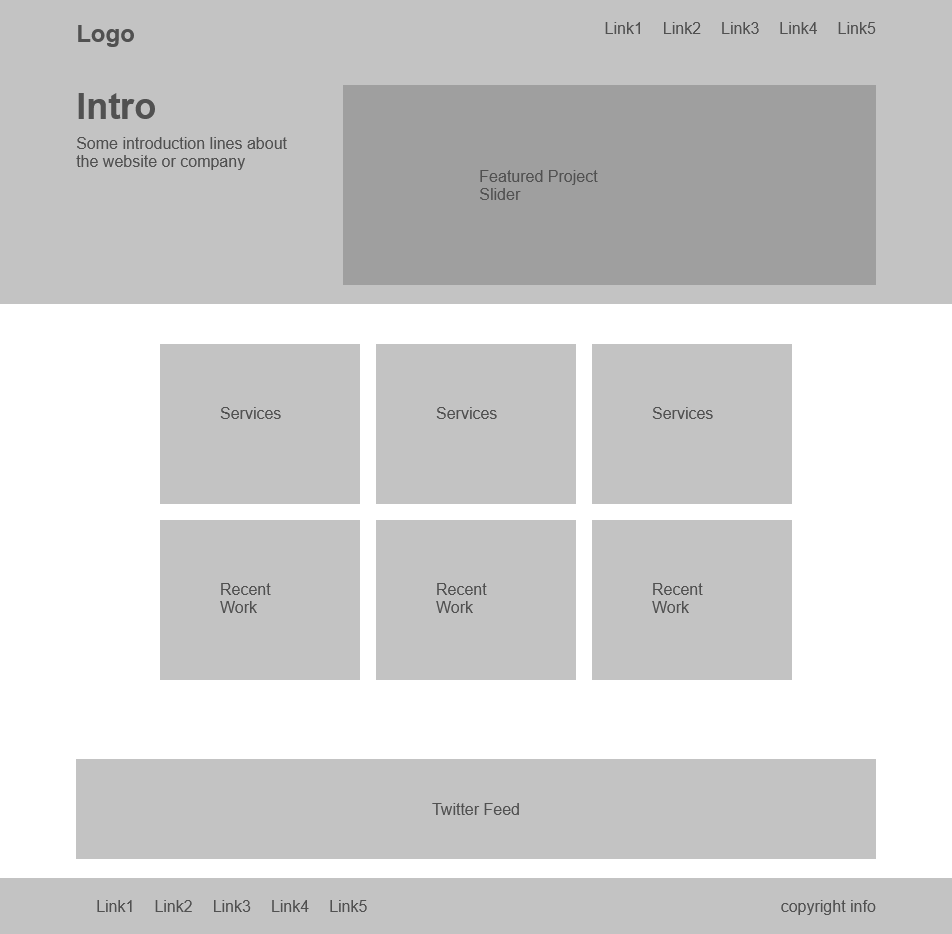 Logo
Link1 Link2 Link3 Link4 Link5
Intro
Some introduction lines about
the website or company
Featured Project
Slider
Services
Services
Services
Recent
Work
Recent
Work
Recent
Work
Twitter Feed
Link1 Link2 Link3 Link4 Link5
copyright info